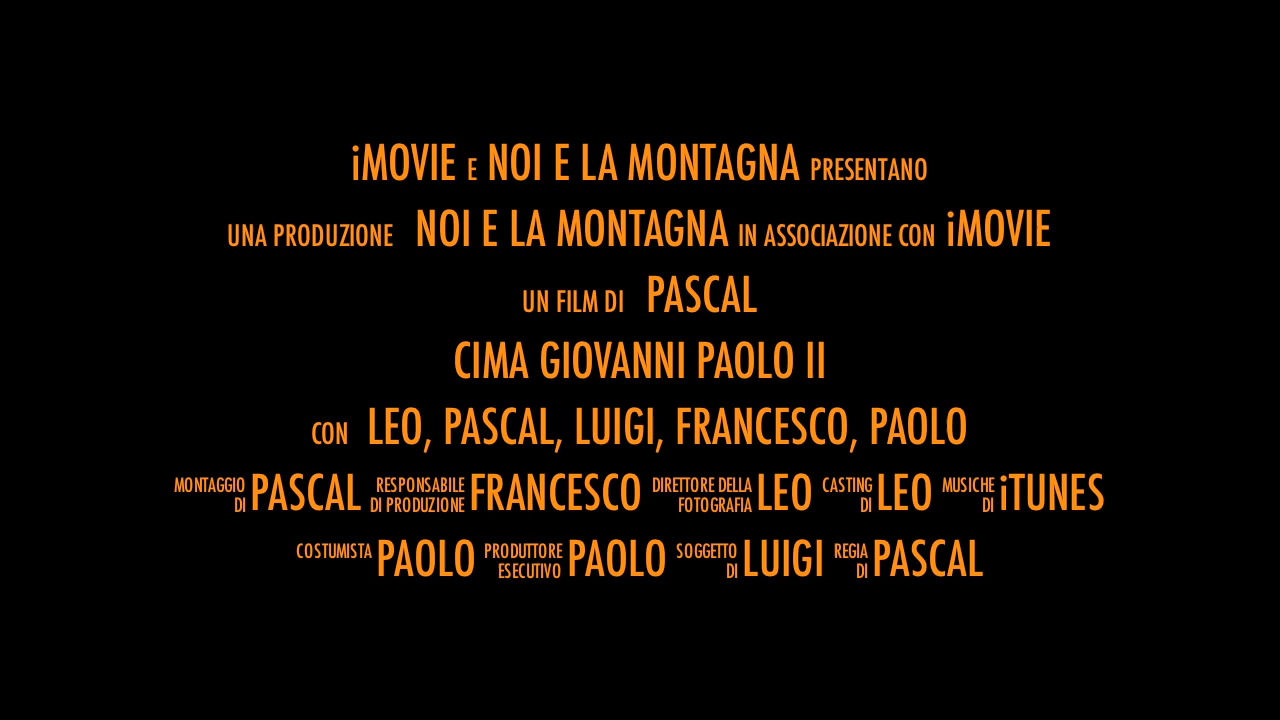 iMOVIE E NOI E LA MONTAGNA PRESENTANO
UNA PRODUZIONE NOI E LA MONTAGNA IN ASSOCIAZIONE CON iMOVIE
UN FILM DI PASCAL
CIMA GIOVANNI PAOLO II
CON LEO, PASCAL, LUIGI, FRANCESCO, PAOLO
MONTAGGIO DI PASCAL RESPONSABILE DI PRODUZIONE FRANCESCO DIRETTORE DELLA FOTOGRAFIA LEO CASTING DI LEO MUSICHE DI iTUNES
COSTUMISTA PAOLO PRODUTTORE ESECUTIVO PAOLO SOGGETTO DI LUIGI REGIA DI PASCAL